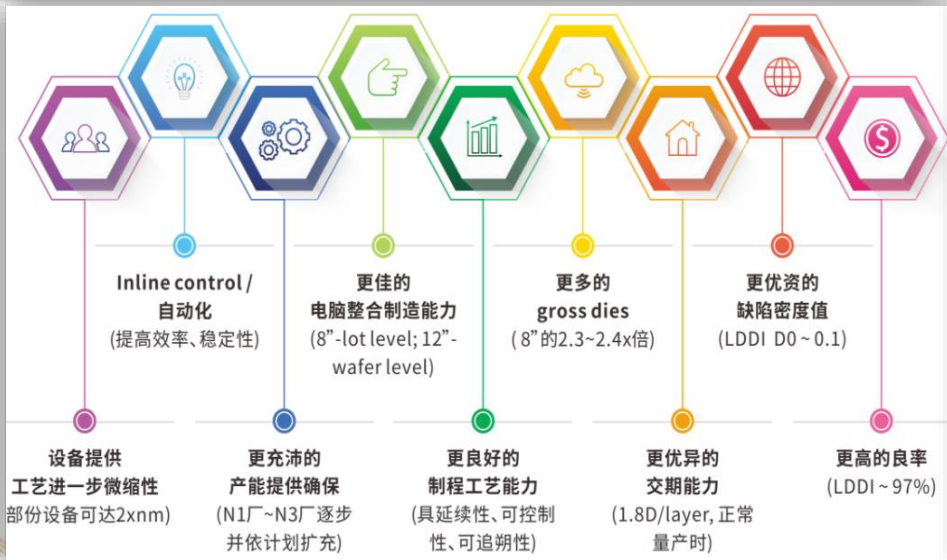 Inline control /
自动化
(提高效率、稳定性)
更佳的
电脑整合制造能力
(8”-lot level; 12”-
wafer level)
更多的
gross dies
( 8”的2.3~2.4x倍)
更优资的
缺陷密度值
(LDDI D0 ~ 0.1)
设备提供
工艺进一步微缩性
部份设备可达2xnm)
更充沛的
产能提供确保
(N1厂~N3厂逐步
并依计划扩充)
更良好的
制程工艺能力
(具延续性、可控制
性、可追朔性)
更优异的
交期能力
(1.8D/layer, 正常
量产时)
更高的良率
(LDDI ~ 97%)